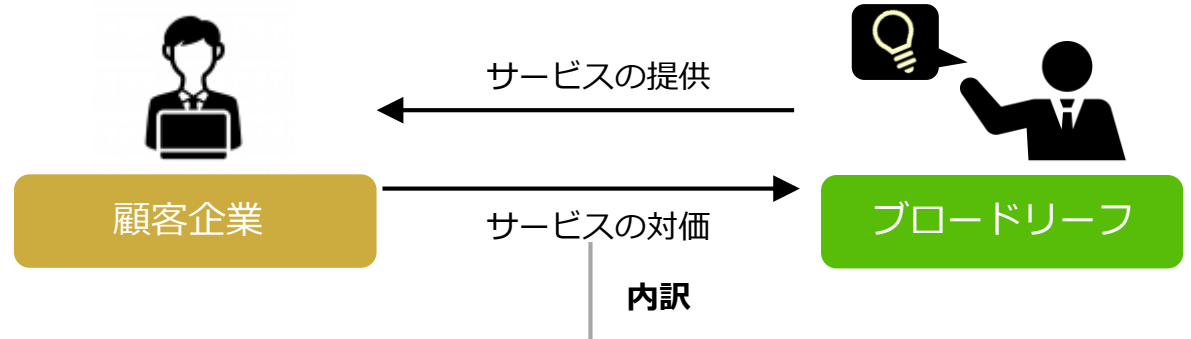 サービスの提供
顧客企業
サービスの対価
ブロードリーフ
内訳